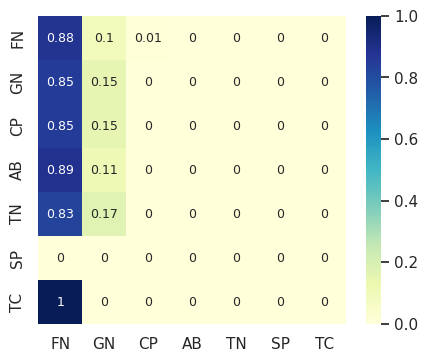 FN 0.88 0.1 0.01 0 0 0 0
GN 0.85 0.15 0 0 0 0 0
CP 0.85 0.15 0 0 0 0 0
AB 0.89 0.11 0 0 0 0 0
TN 0.83 0.17 0 0 0 0 0
SP 0 0 0 0 0 0 0
TC 1 0 0 0 0 0 0
FN GN CP AB TN SP TC
1.0
0.8
0.6
0.4
0.2
0.0